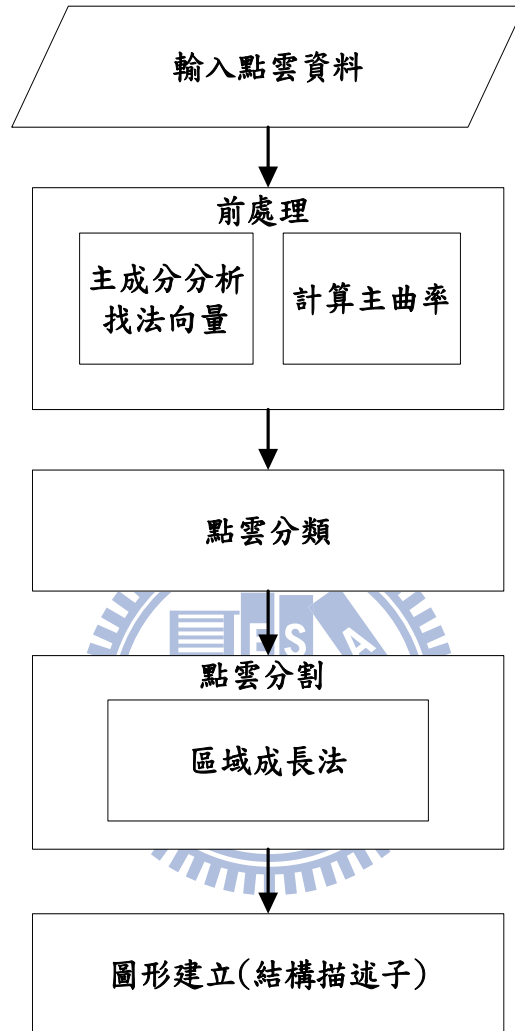 輸入點雲資料
前處理
主成分分析
找法向量
計算主曲率
點雲分類
E S A
點雲分割
區域成長法
圖形建立(結構描述子)